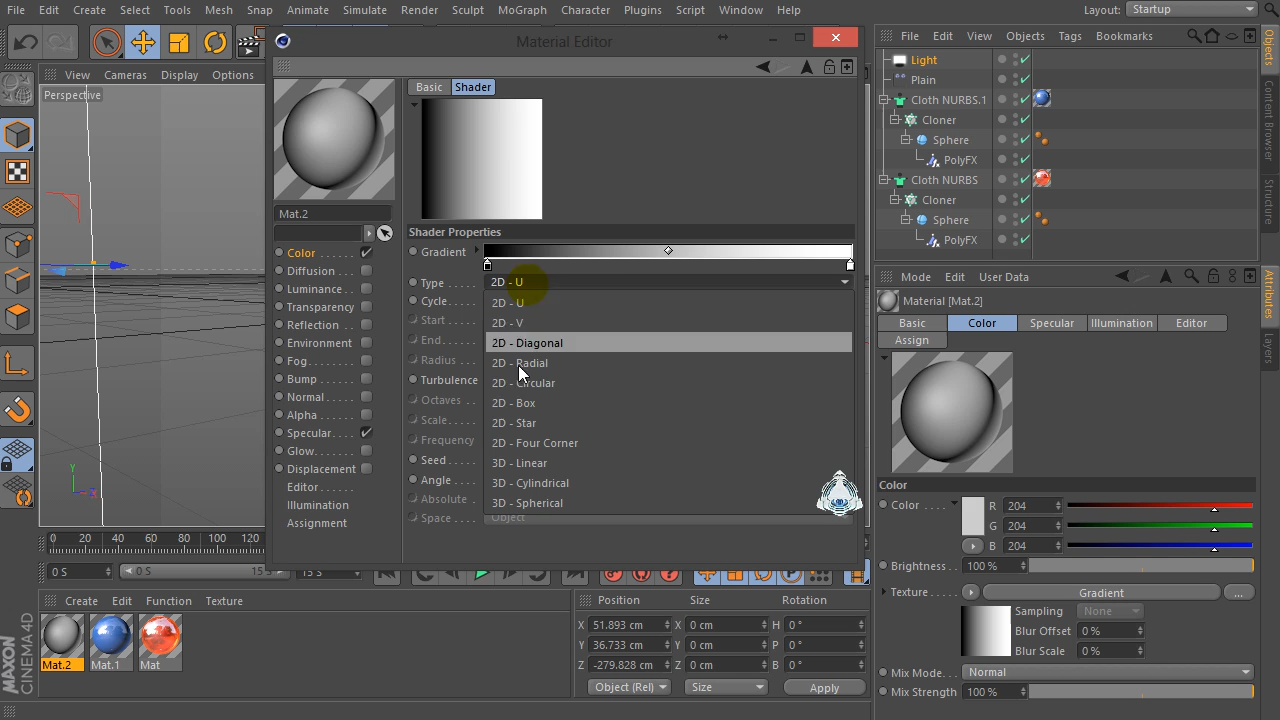 File Edit Create Select Tools Mesh Snap Animate Simulate Render Sculpt MoGraph Character Plugins Script Window Help Layout: Startup
Material Editor
File Edit View Objects Tags Bookmarks
View Cameras Display Options
Perspective
Basic Shader
Light
Plain
Cloth NURBS.1
Cloner
Sphere
PolyFX
Cloth NURBS
Cloner
Sphere
PolyFX
Objects
Content Browser
Structure
Mat.2
Color
Diffusion
Luminance
Transparency
Reflection
Environment
Fog
Bump
Normal
Alpha
Specular
Glow
Displacement
Editor
Illumination
Assignment
Shader Properties
Gradient
Type 2D - U
Cycle
Start
End
Radius
Turbulence
Octaves
Scale
Frequency
Seed
Angle
Absolute
Space Object
2D - U
2D - V
2D - Diagonal
2D - Radial
2D - Circular
2D - Box
2D - Star
2D - Four Corner
3D - Linear
3D - Cylindrical
3D - Spherical
Mode Edit User Data
Material [Mat.2]
Basic Color Specular Illumination Editor
Assign
Attributes
Layers
Color
Color R 204
G 204
B 204
Brightness 100 %
Texture Gradient ...
Sampling None
Blur Offset 0 %
Blur Scale 0 %
Mix Mode Normal
Mix Strength 100 %
Y
0 20 40 60 80 100 120
0 S 0 S 15 S
Create Edit Function Texture
Mat.2 Mat.1 Mat
Position Size Rotation
X 51.893 cm X 0 cm H 0 °
Y 36.733 cm Y 0 cm P 0 °
Z -279.828 cm Z 0 cm B 0 °
Object (Rel) Size Apply
MAXON
CINEMA 4D